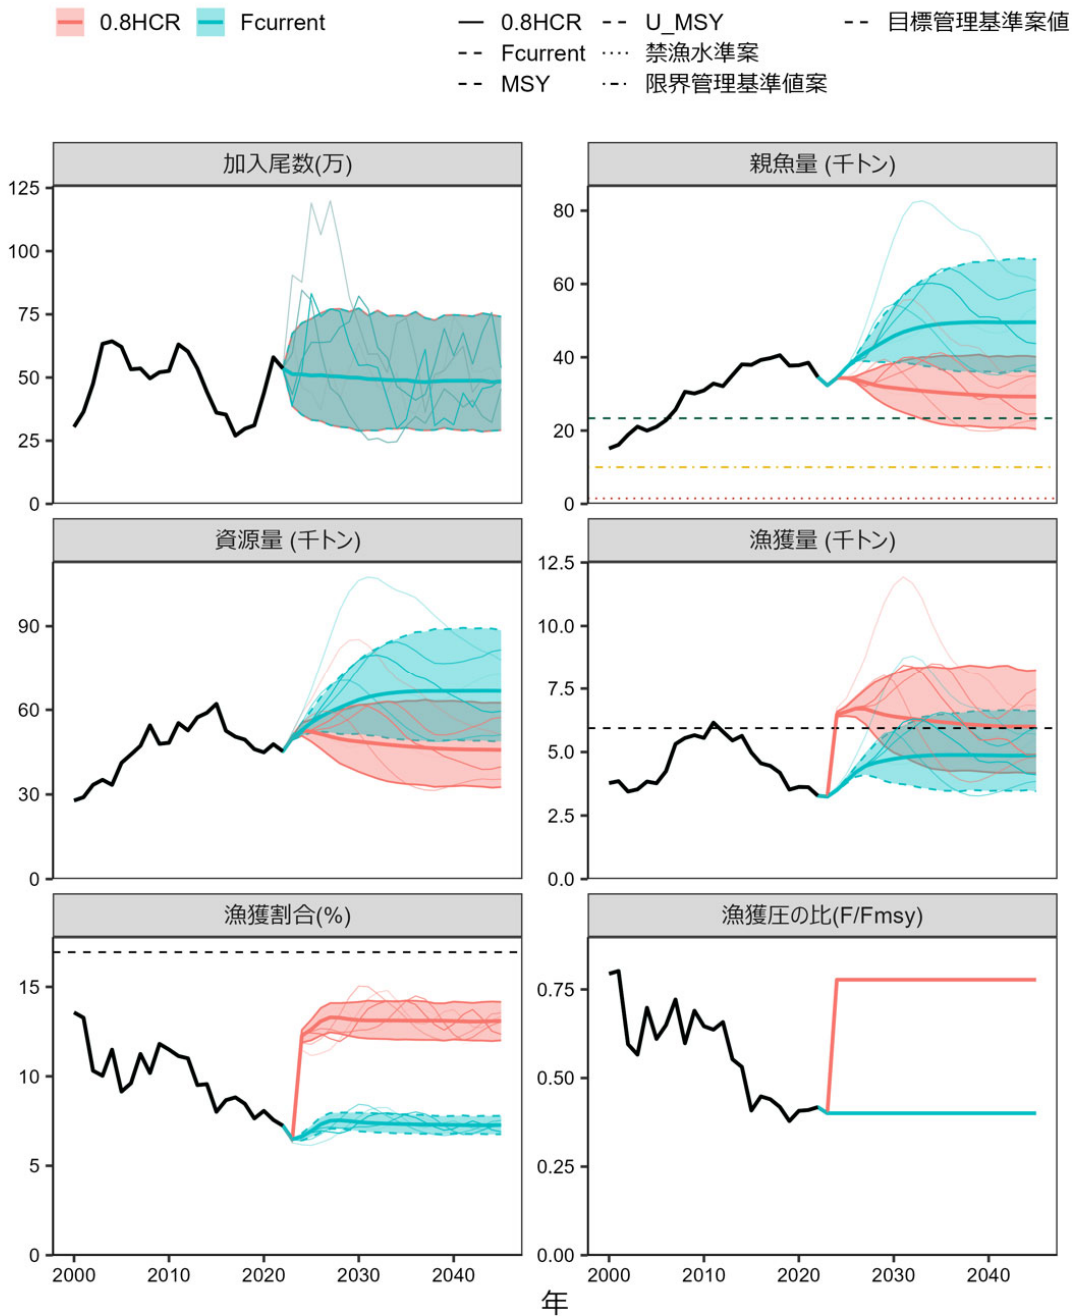 0.8HCR Fcurrent
0.8HCR U_MSY 目標管理基準案値
Fcurrent 禁漁水準案
MSY 限界管理基準値案
加入尾数(万)
125
100
75
50
25
0
親魚量 (千トン)
80
60
40
20
0
資源量 (千トン)
90
60
30
0
漁獲量 (千トン)
12.5
10.0
7.5
5.0
2.5
0.0
漁獲割合(%)
15
10
5
0
2000 2010 2020 2030 2040
漁獲圧の比(F/Fmsy)
0.75
0.50
0.25
0.00
2000 2010 2020 2030 2040
年